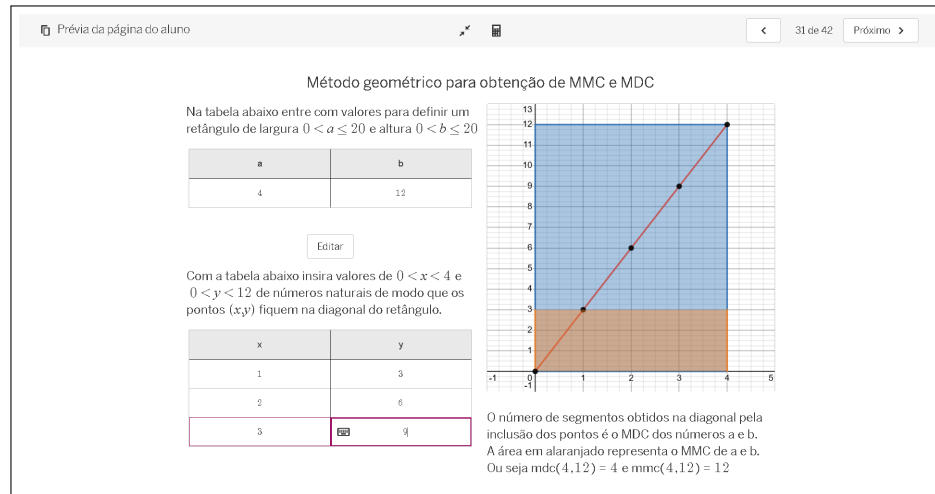 Prévia da página do aluno
31 de 42
Próximo
Método geométrico para obtenção de MMC e MDC
Na tabela abaixo entre com valores para definir um
retângulo de largura 0 < a ≤ 20 e altura 0 < b ≤ 20
a b
4 12
Editar
Com a tabela abaixo insira valores de 0 < x < 4 e
0 < y < 12 de números naturais de modo que os
pontos (x,y) fiquem na diagonal do retângulo.
x y
1 3
2 6
3 9
13
12
11
10
9
8
7
6
5
4
3
2
1
-1 0 1 2 3 4 5
-1
O número de segmentos obtidos na diagonal pela
inclusão dos pontos é o MDC dos números a e b.
A área em alaranjado representa o MMC de a e b.
Ou seja mdc(4,12) = 4 e mmc(4,12) = 12